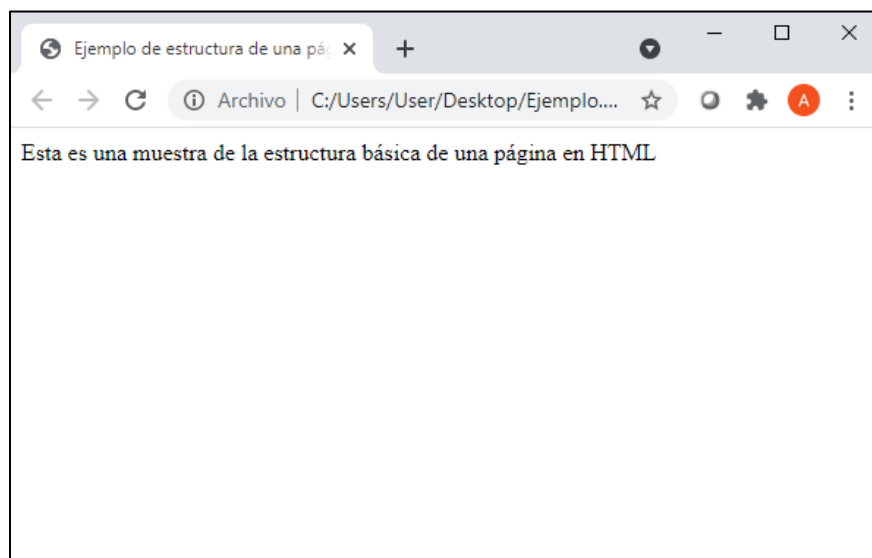 Ejemplo de estructura de una pág
Archivo | C:/Users/User/Desktop/Ejemplo.... A
Esta es una muestra de la estructura básica de una página en HTML